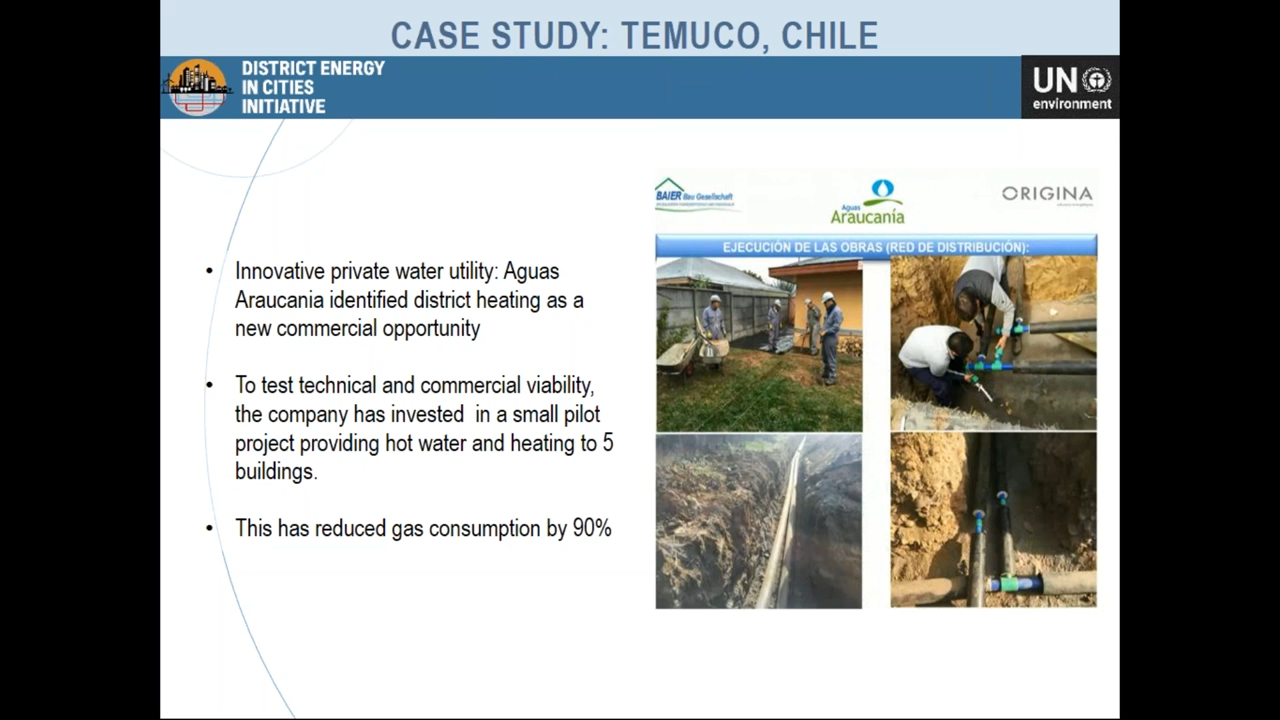 CASE STUDY: TEMUCO, CHILE
DISTRICT ENERGY
IN CITIES
INITIATIVE
UN
environment
• Innovative private water utility: Aguas
Araucania identified district heating as a
new commercial opportunity
• To test technical and commercial viability,
the company has invested in a small pilot
project providing hot water and heating to 5
buildings.
• This has reduced gas consumption by 90%
BAIER Bau Gesellschaft
Aguas
Araucanía
ORIGINA
EJECUCIÓN DE LAS OBRAS (RED DE DISTRIBUCIÓN):